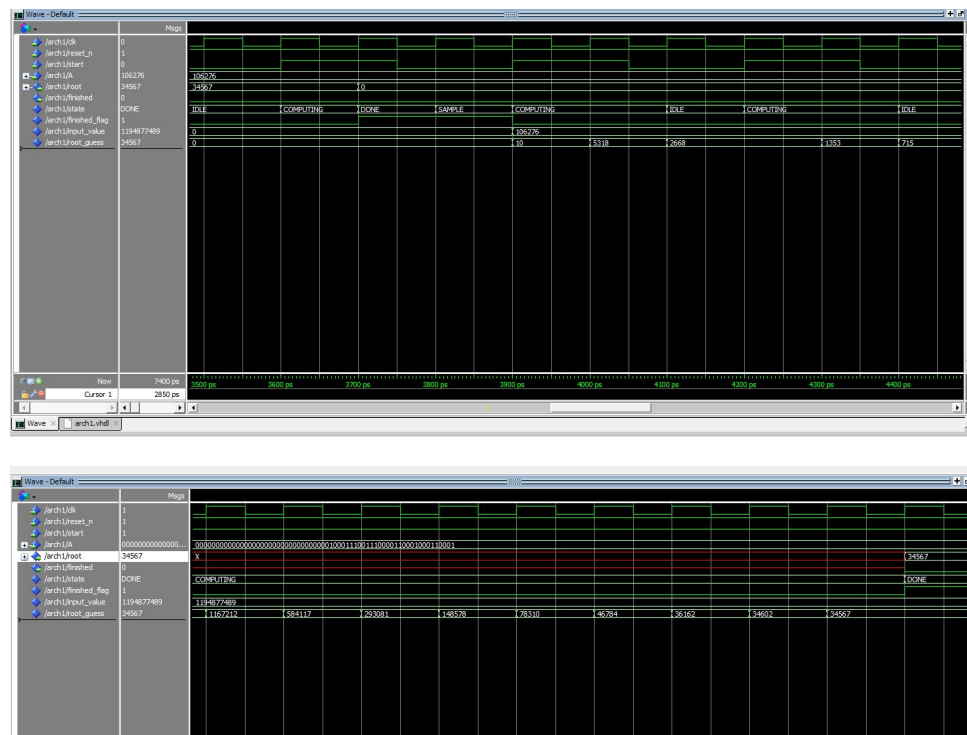 Wave - Default
Msgs
/arch1/clk 0
/arch1/reset_n 1
/arch1/start 0
/arch1/A 106276 106276
/arch1/root 34567 34567 0
/arch1/finished 0
/arch1/state DONE IDLE COMPUTING DONE SAMPLE COMPUTING IDLE COMPUTING IDLE
/arch1/finished_flag 1
/arch1/input_value 1194877489 0 106276
/arch1/root_guess 34567 0 10 5318 2668 1353 715
Now 7400 ps 3500 ps 3600 ps 3700 ps 3800 ps 3900 ps 4000 ps 4100 ps 4200 ps 4300 ps 4400 ps
Cursor 1 2850 ps
Wave arch1.vhdl
Wave - Default
Msgs
/arch1/clk 1
/arch1/reset_n 1
/arch1/start 1
/arch1/A
/arch1/root 34567 X 34567
/arch1/finished 0
/arch1/state DONE COMPUTING DONE
/arch1/finished_flag 1
/arch1/input_value 1194877489 1194877489
/arch1/root_guess 34567 1167212 584117 293081 148578 78310 46784 36162 34602 34567